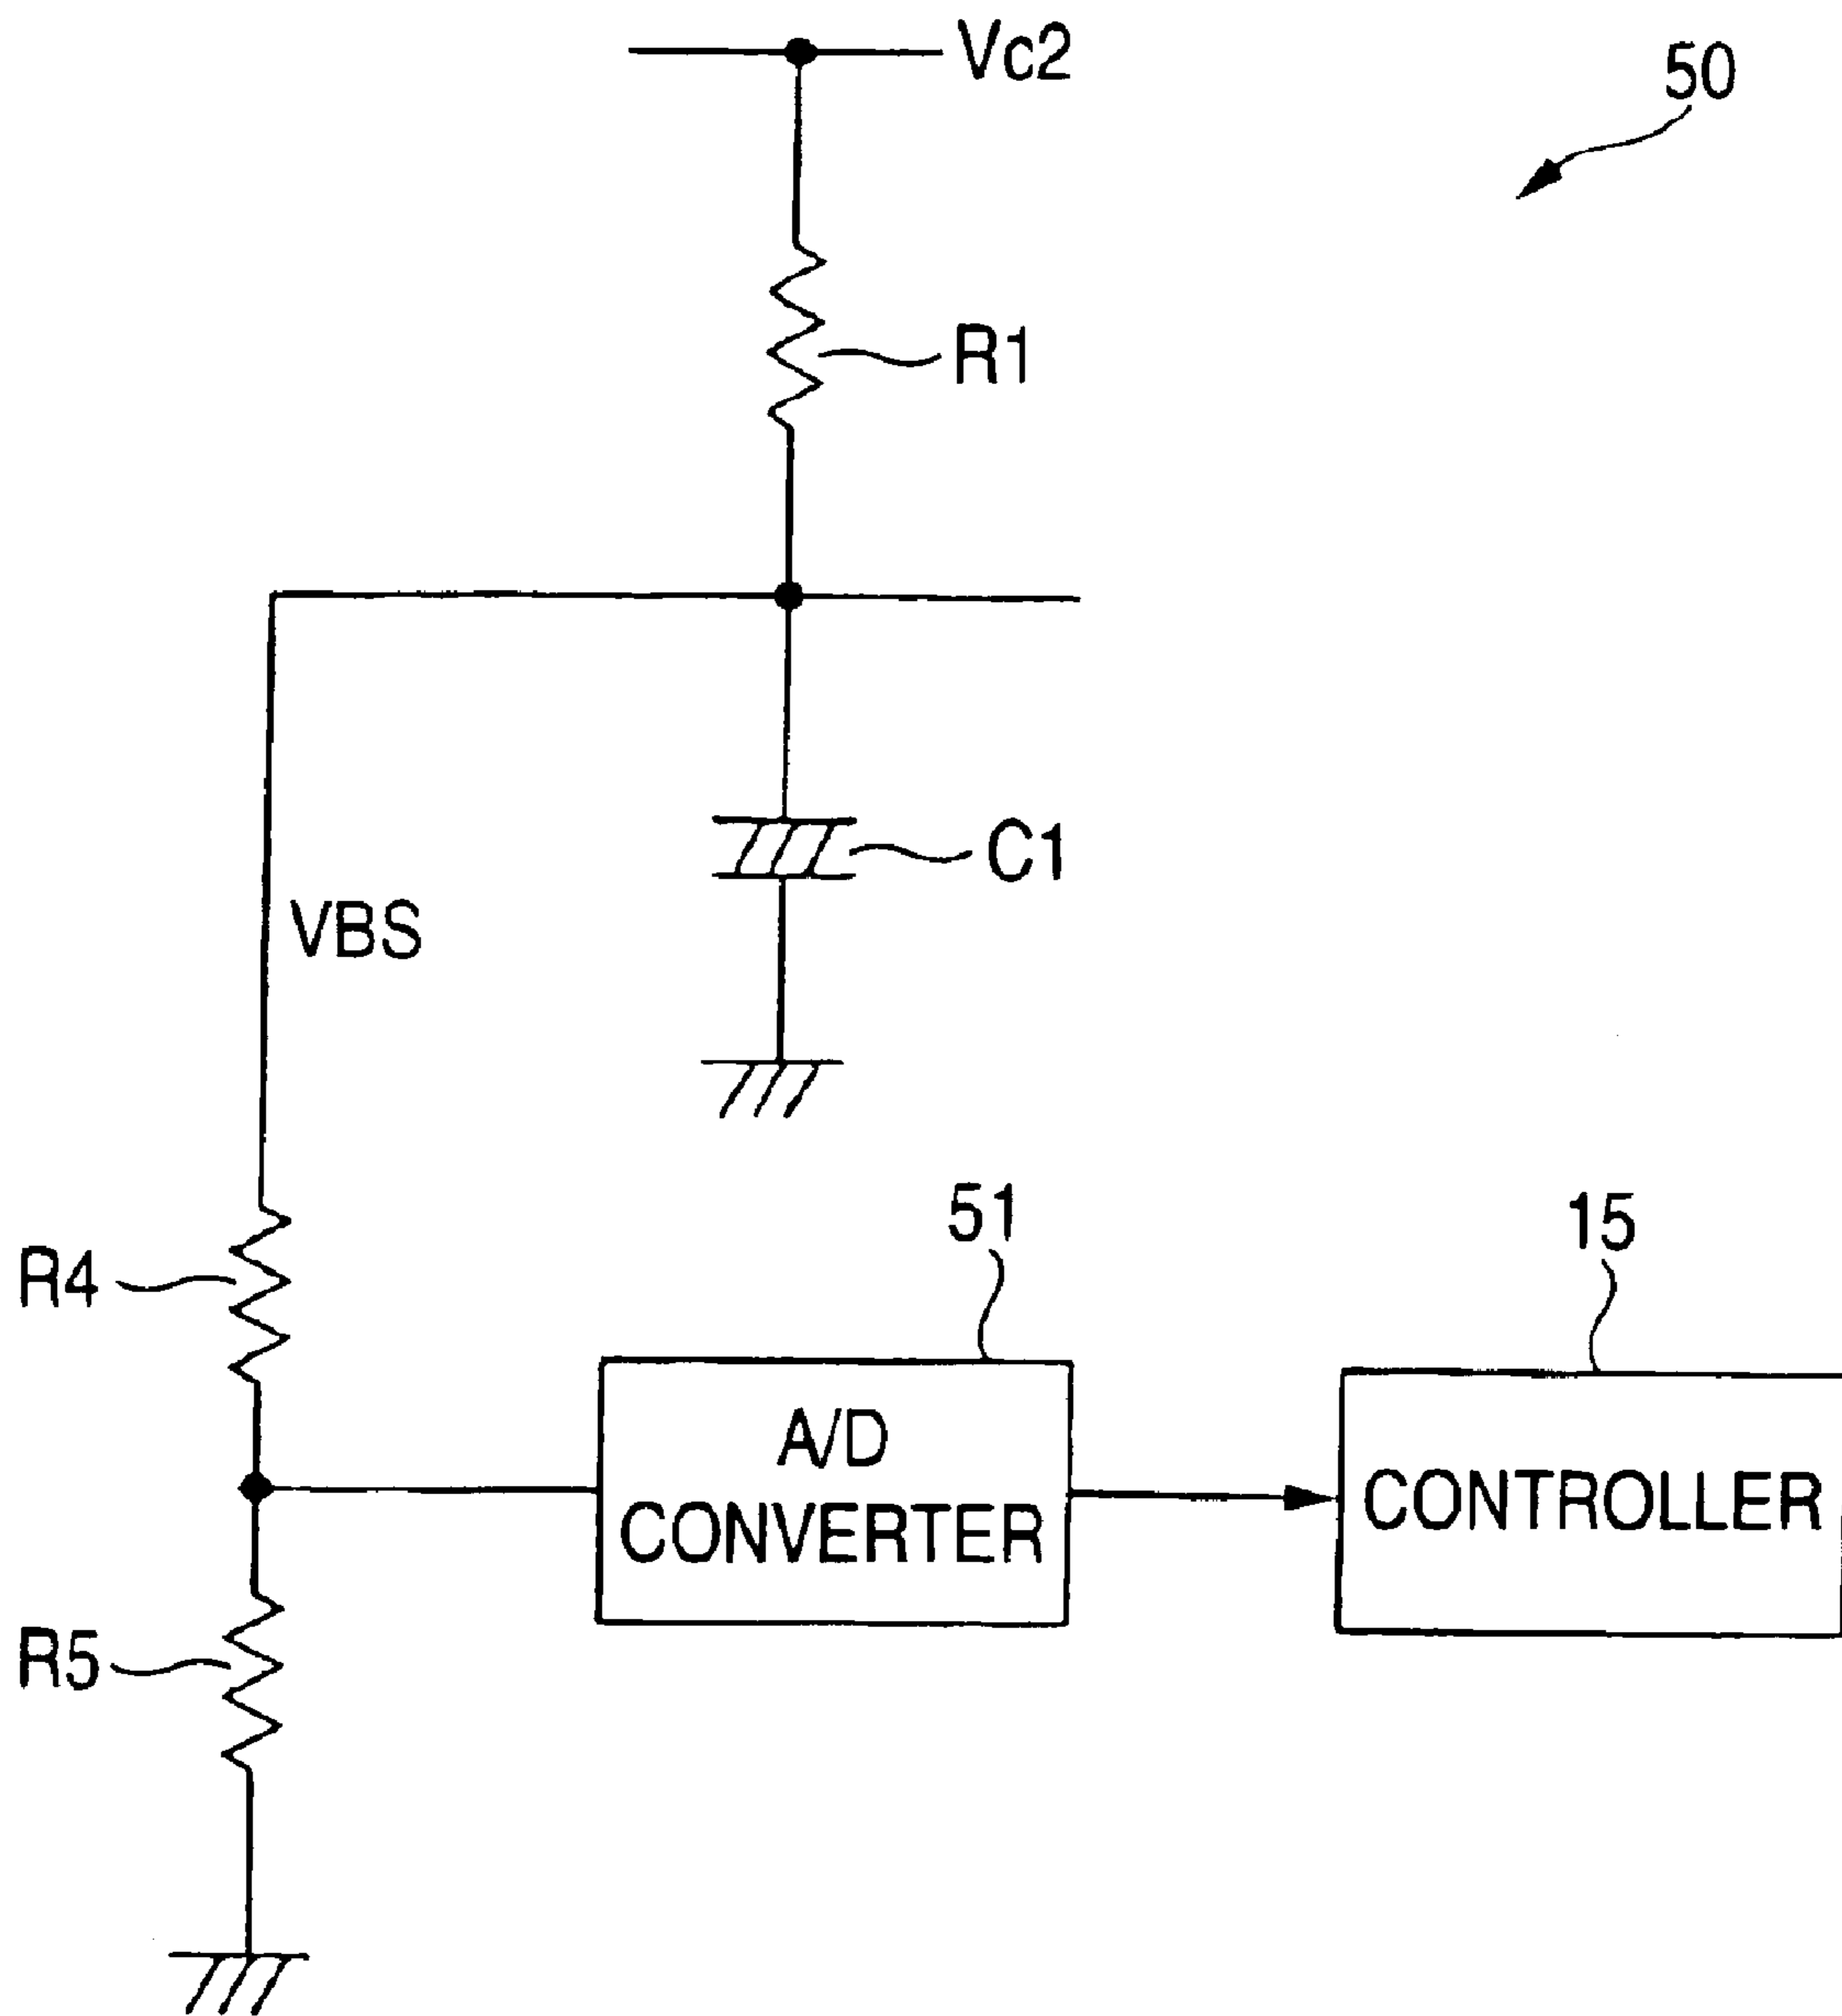 Vc2
50
R1
C1
VBS
51
15
R4
A/D
CONVERTER
CONTROLLER
R5